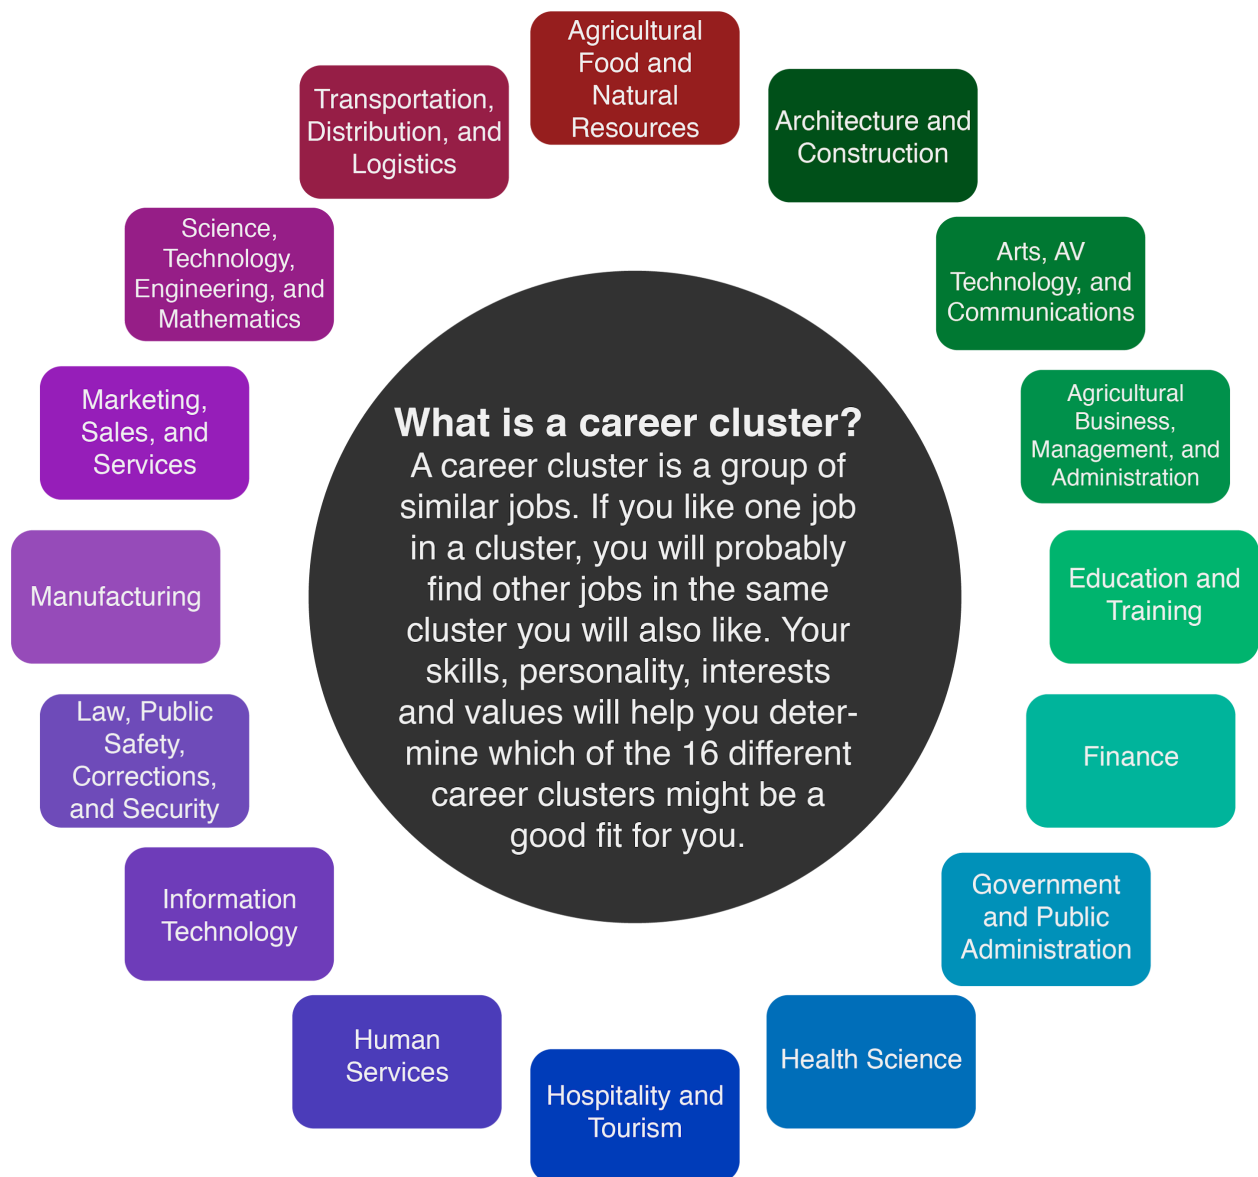 Agricultural
Food and
Natural
Resources
Architecture and
Construction
Arts, AV
Technology, and
Communications
Agricultural
Business,
Management, and
Administration
Education and
Training
Finance
Government
and Public
Administration
Health Science
Hospitality and
Tourism
Human
Services
Information
Technology
Law, Public
Safety,
Corrections,
and Security
Manufacturing
Marketing,
Sales, and
Services
Science,
Technology,
Engineering, and
Mathematics
Transportation,
Distribution, and
Logistics
What is a career cluster?
A career cluster is a group of
similar jobs. If you like one job
in a cluster, you will probably
find other jobs in the same
cluster you will also like. Your
skills, personality, interests
and values will help you deter-
mine which of the 16 different
career clusters might be a
good fit for you.